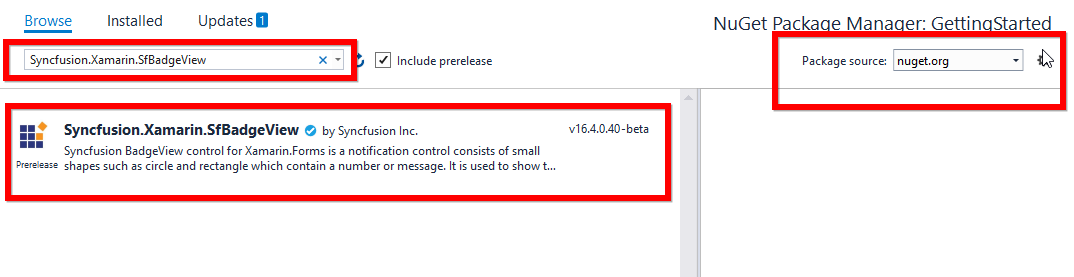 Browse Installed Updates 1
NuGet Package Manager: GettingStarted
Syncfusion.Xamarin.SfBadgeView
Include prerelease
Package source: nuget.org
Syncfusion.Xamarin.SfBadgeView by Syncfusion Inc. v16.4.0.40-beta
Prerelease
Syncfusion BadgeView control for Xamarin.Forms is a notification control consists of small
shapes such as circle and rectangle which contain a number or message. It is used to show t...